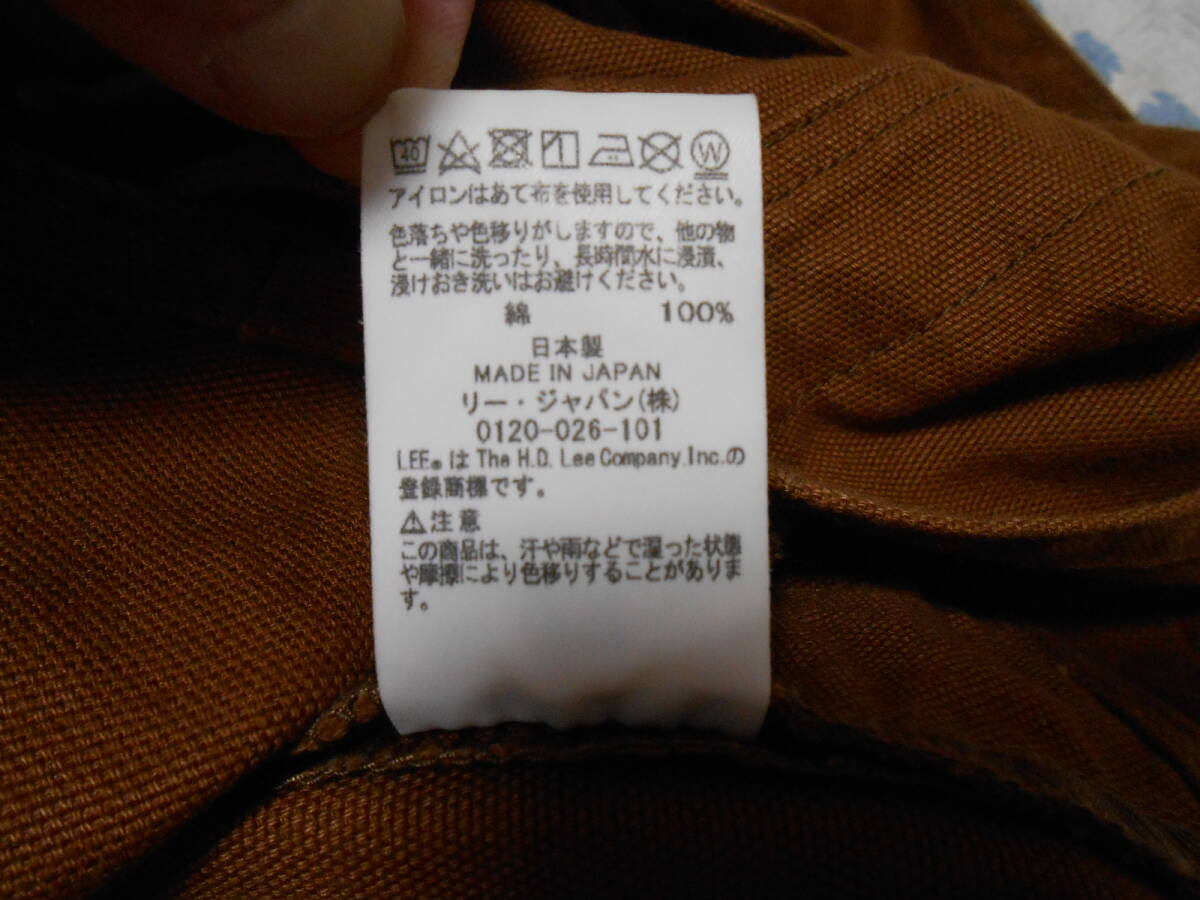 40 W
アイロンはあて布を使用してください。
色落ちや色移りがしますので、他の物
と一緒に洗ったり、長時間水に浸漬、
浸けおき洗いはお避けください。
綿 100%
日本製
MADE IN JAPAN
リー・ジャパン(株)
0120-026-101
LEE® は The H.D. Lee Company.Inc.の
登録商標です。
⚠注意
この商品は、汗や雨などで湿った状態
や摩擦により色移りすることがありま
す。